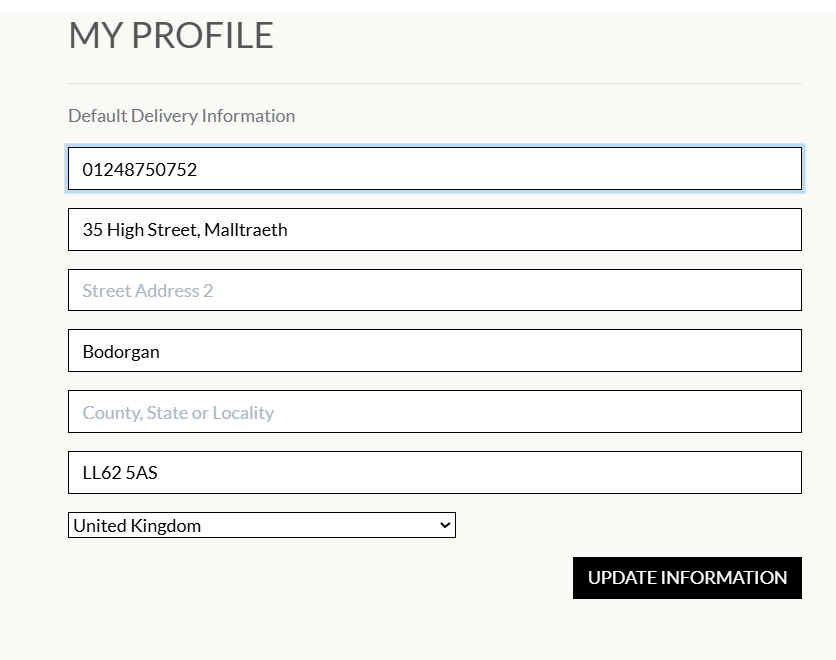 MY PROFILE
Default Delivery Information
01248750752
35 High Street, Malltraeth
Street Address 2
Bodorgan
County, State or Locality
LL62 5AS
United Kingdom
UPDATE INFORMATION